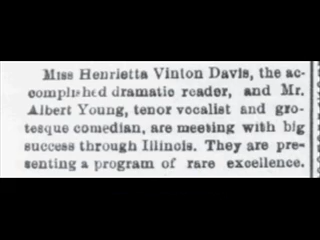 Miss Henrietta Vinton Davis, the ac-
complished dramatic reader, and Mr.
Albert Young, tenor vocalist and gro-
tesque comedian, are meeting with big
success through Illinois. They are pre-
senting a program of rare excellence.